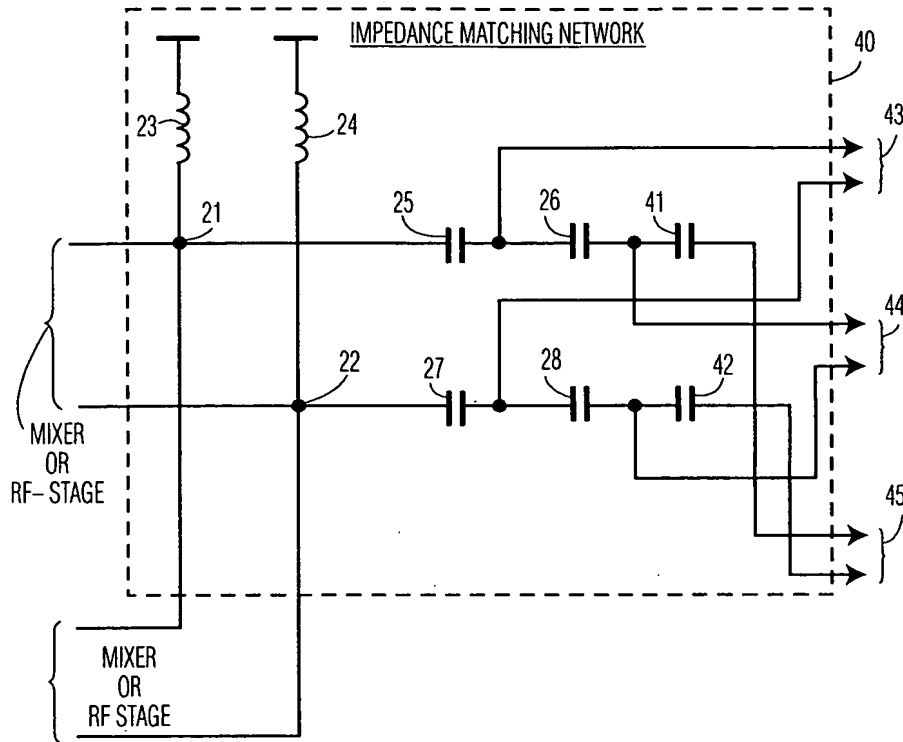 IMPEDANCE MATCHING NETWORK
40
23
24
43
21
25
26
41
44
22
27
28
42
MIXER
OR
RF-STAGE
45
MIXER
OR
RF STAGE